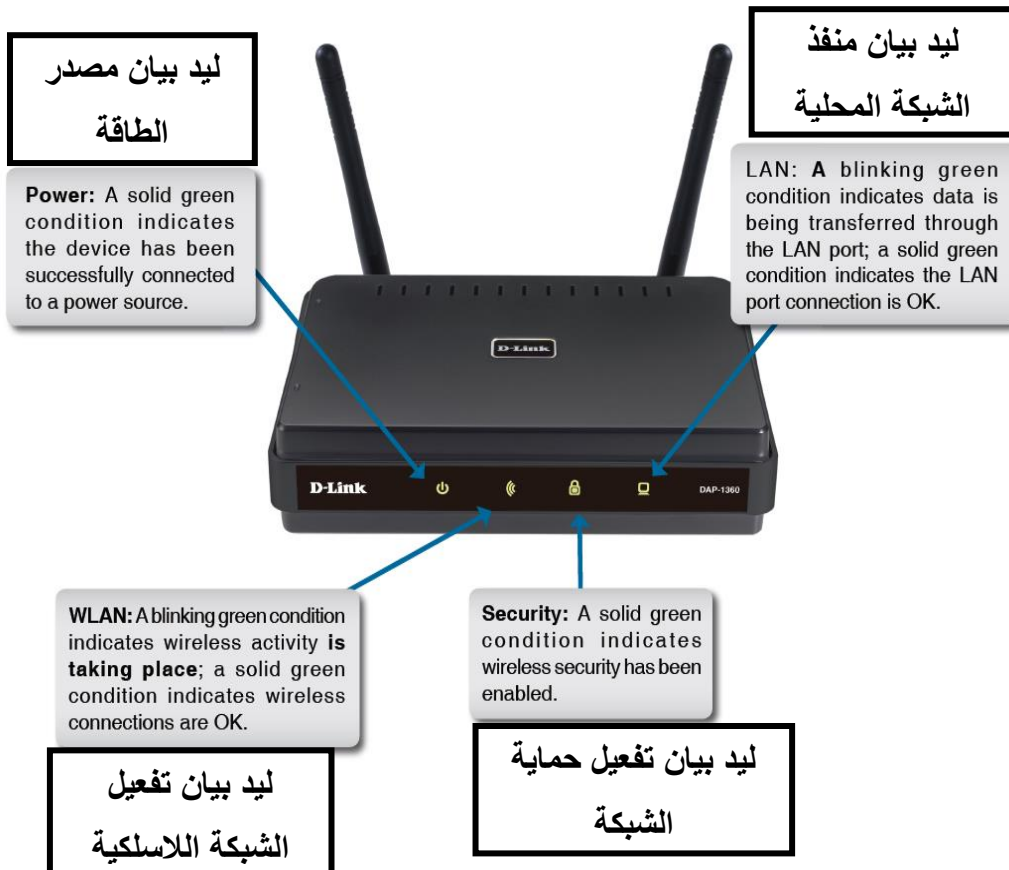 ليد بيان مصدر
الطاقة
Power: A solid green
condition indicates
the device has been
successfully connected
to a power source.
ليد بيان منفذ
الشبكة المحلية
LAN: A blinking green
condition indicates data is
being transferred through
the LAN port; a solid green
condition indicates the LAN
port connection is OK.
D-Link
D-Link
DAP-1360
WLAN: A blinking green condition
indicates wireless activity is
taking place; a solid green
condition indicates wireless
connections are OK.
ليد بيان تفعيل
الشبكة اللاسلكية
Security: A solid green
condition indicates
wireless security has been
enabled.
ليد بيان تفعيل حماية
الشبكة